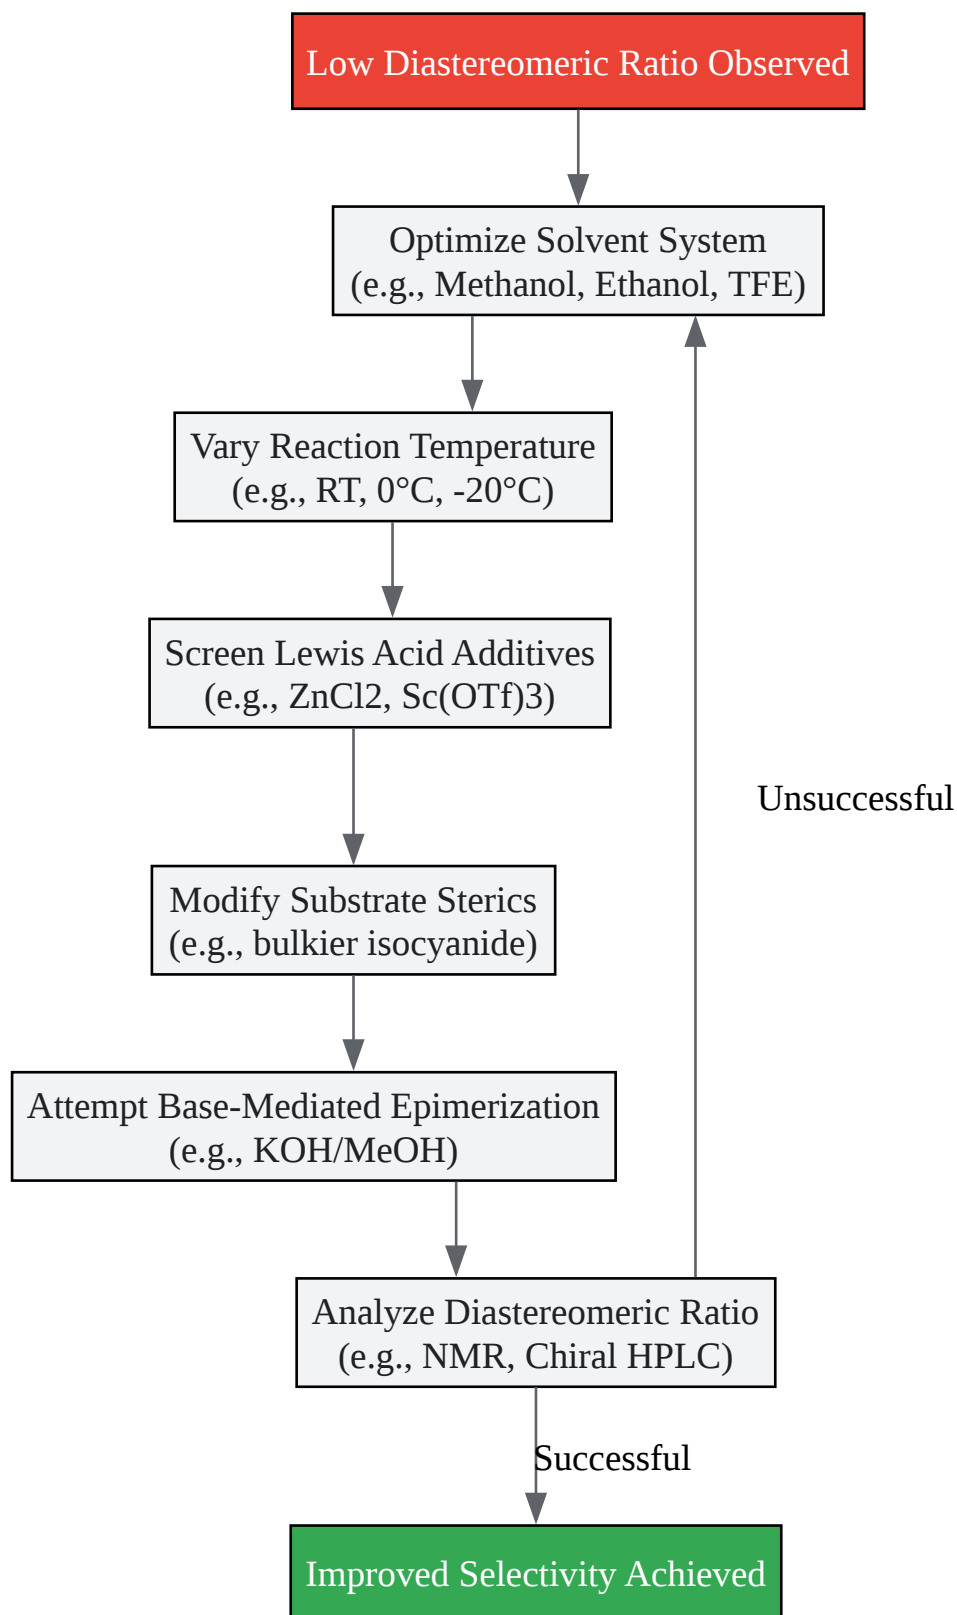 Low Diastereomeric Ratio Observed
Optimize Solvent System
(e.g., Methanol, Ethanol, TFE)
Vary Reaction Temperature
(e.g., RT, 0°C, -20°C)
Screen Lewis Acid Additives
(e.g., ZnCl2, Sc(OTf)3)
Unsuccessful
Modify Substrate Sterics
(e.g., bulkier isocyanide)
Attempt Base-Mediated Epimerization
(e.g., KOH/MeOH)
Analyze Diastereomeric Ratio
(e.g., NMR, Chiral HPLC)
Successful
Improved Selectivity Achieved